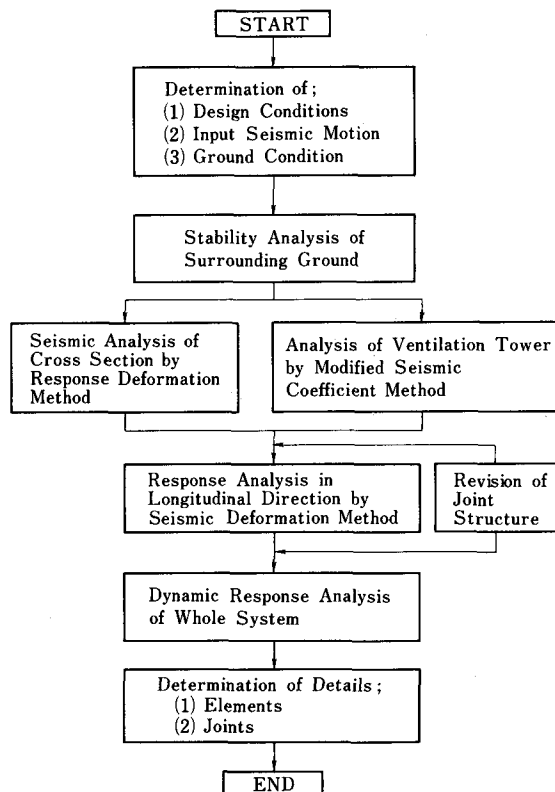 START
Determination of ;
(1) Design Conditions
(2) Input Seismic Motion
(3) Ground Condition
Stability Analysis of
Surrounding Ground
Seismic Analysis of
Cross Section by
Response Deformation
Method
Analysis of Ventilation Tower
by Modified Seismic
Coefficient Method
Response Analysis in
Longitudinal Direction by
Seismic Deformation Method
Revision of
Joint
Structure
Dynamic Response Analysis
of Whole System
Determination of Details ;
(1) Elements
(2) Joints
END